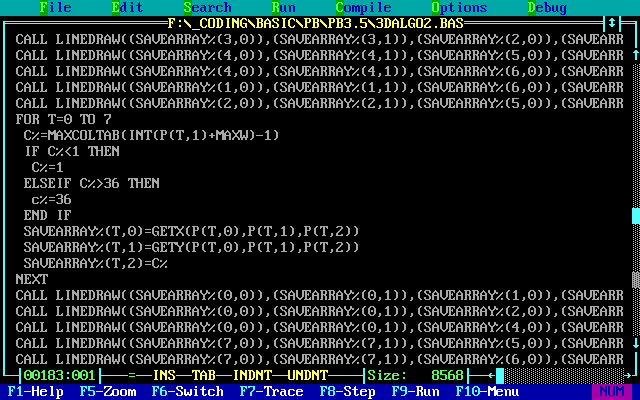 File Edit Search Run Compile Options Debug
F:\_CODING\BASIC\PB\PB3.5\3DALGO2.BAS
CALL LINEDRAW((SAVEARRAY%(3,0)),(SAVEARRAY%(3,1)),(SAVEARRAY%(2,0)),(SAVEARR
CALL LINEDRAW((SAVEARRAY%(4,0)),(SAVEARRAY%(4,1)),(SAVEARRAY%(5,0)),(SAVEARR
CALL LINEDRAW((SAVEARRAY%(4,0)),(SAVEARRAY%(4,1)),(SAVEARRAY%(6,0)),(SAVEARR
CALL LINEDRAW((SAVEARRAY%(1,0)),(SAVEARRAY%(1,1)),(SAVEARRAY%(6,0)),(SAVEARR
CALL LINEDRAW((SAVEARRAY%(2,0)),(SAVEARRAY%(2,1)),(SAVEARRAY%(5,0)),(SAVEARR
FOR T=0 TO 7
C%=MAXCOLTAB(INT(P(T,1)+MAXW)-1)
IF C%<1 THEN
C%=1
ELSEIF C%>36 THEN
c%=36
END IF
SAVEARRAY%(T,0)=GETX(P(T,0),P(T,1),P(T,2))
SAVEARRAY%(T,1)=GETY(P(T,0),P(T,1),P(T,2))
SAVEARRAY%(T,2)=C%
NEXT
CALL LINEDRAW((SAVEARRAY%(0,0)),(SAVEARRAY%(0,1)),(SAVEARRAY%(1,0)),(SAVEARR
CALL LINEDRAW((SAVEARRAY%(0,0)),(SAVEARRAY%(0,1)),(SAVEARRAY%(2,0)),(SAVEARR
CALL LINEDRAW((SAVEARRAY%(0,0)),(SAVEARRAY%(0,1)),(SAVEARRAY%(4,0)),(SAVEARR
CALL LINEDRAW((SAVEARRAY%(7,0)),(SAVEARRAY%(7,1)),(SAVEARRAY%(5,0)),(SAVEARR
CALL LINEDRAW((SAVEARRAY%(7,0)),(SAVEARRAY%(7,1)),(SAVEARRAY%(6,0)),(SAVEARR
00183:001 = INS TAB INDNT UNDNT Size: 8568
F1-Help F5-Zoom F6-Switch F7-Trace F8-Step F9-Run F10-Menu NUM